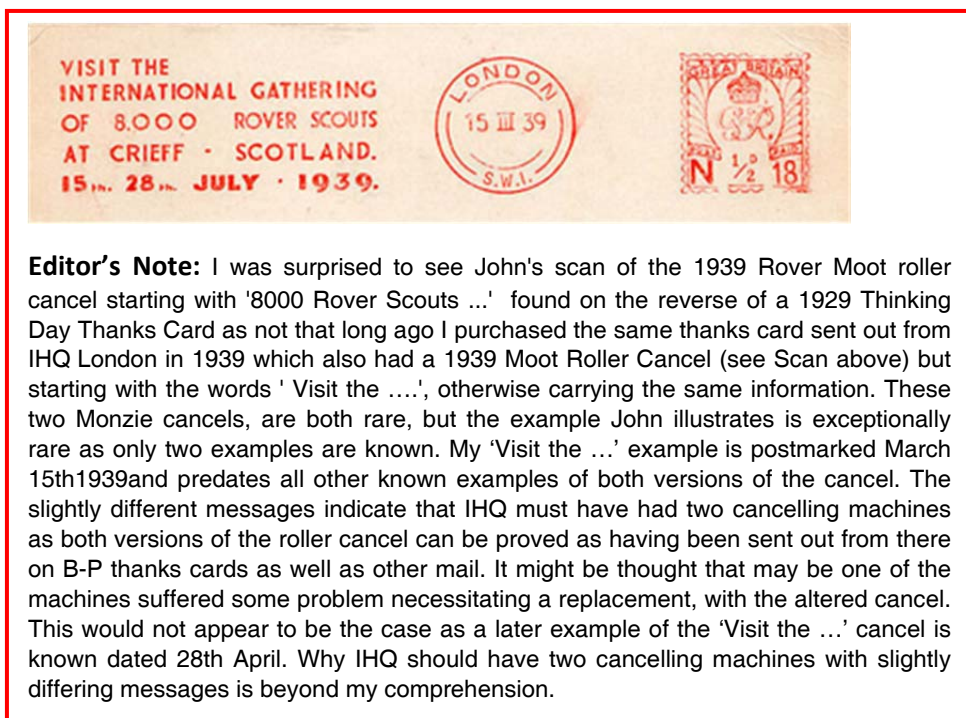 VISIT THE
INTERNATIONAL GATHERING
OF 8.000 ROVER SCOUTS
AT CRIEFF · SCOTLAND.
15TH. 28TH. JULY · 1939.
LONDON
15 III 39
S.W.1.
GREAT BRITAIN
GR
POSTAGE PAID
N ½D 18
Editor's Note: I was surprised to see John's scan of the 1939 Rover Moot roller
cancel starting with '8000 Rover Scouts ...' found on the reverse of a 1929 Thinking
Day Thanks Card as not that long ago I purchased the same thanks card sent out from
IHQ London in 1939 which also had a 1939 Moot Roller Cancel (see Scan above) but
starting with the words ' Visit the ….', otherwise carrying the same information. These
two Monzie cancels, are both rare, but the example John illustrates is exceptionally
rare as only two examples are known. My 'Visit the …' example is postmarked March
15th1939and predates all other known examples of both versions of the cancel. The
slightly different messages indicate that IHQ must have had two cancelling machines
as both versions of the roller cancel can be proved as having been sent out from there
on B-P thanks cards as well as other mail. It might be thought that may be one of the
machines suffered some problem necessitating a replacement, with the altered cancel.
This would not appear to be the case as a later example of the 'Visit the …' cancel is
known dated 28th April. Why IHQ should have two cancelling machines with slightly
differing messages is beyond my comprehension.